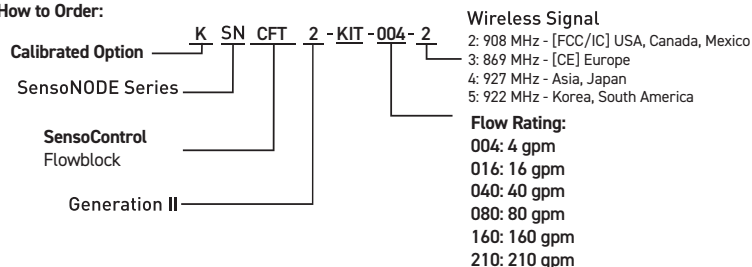 How to Order:
K SN CFT 2 - KIT - 004 - 2
Calibrated Option
SensoNODE Series
SensoControl
Flowblock
Generation II
Wireless Signal
2: 908 MHz - [FCC/IC] USA, Canada, Mexico
3: 869 MHz - [CE] Europe
4: 927 MHz - Asia, Japan
5: 922 MHz - Korea, South America
Flow Rating:
004: 4 gpm
016: 16 gpm
040: 40 gpm
080: 80 gpm
160: 160 gpm
210: 210 gpm